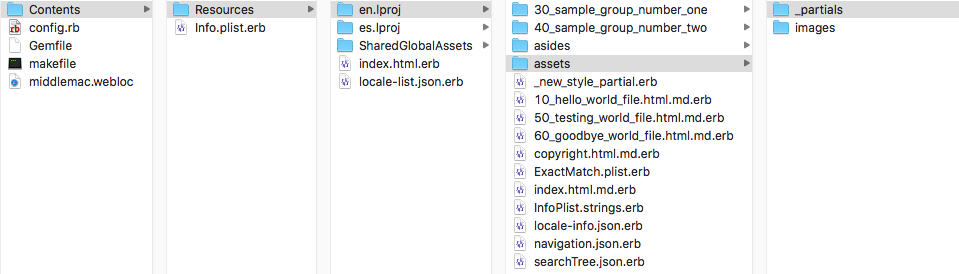 Contents
config.rb
Gemfile
makefile
middlemac.webloc
Resources
Info.plist.erb
en.lproj
es.lproj
SharedGlobalAssets
index.html.erb
locale-list.json.erb
30_sample_group_number_one
40_sample_group_number_two
asides
assets
_new_style_partial.erb
10_hello_world_file.html.md.erb
50_testing_world_file.html.md.erb
60_goodbye_world_file.html.md.erb
copyright.html.md.erb
ExactMatch.plist.erb
index.html.md.erb
InfoPlist.strings.erb
locale-info.json.erb
navigation.json.erb
searchTree.json.erb
_partials
images